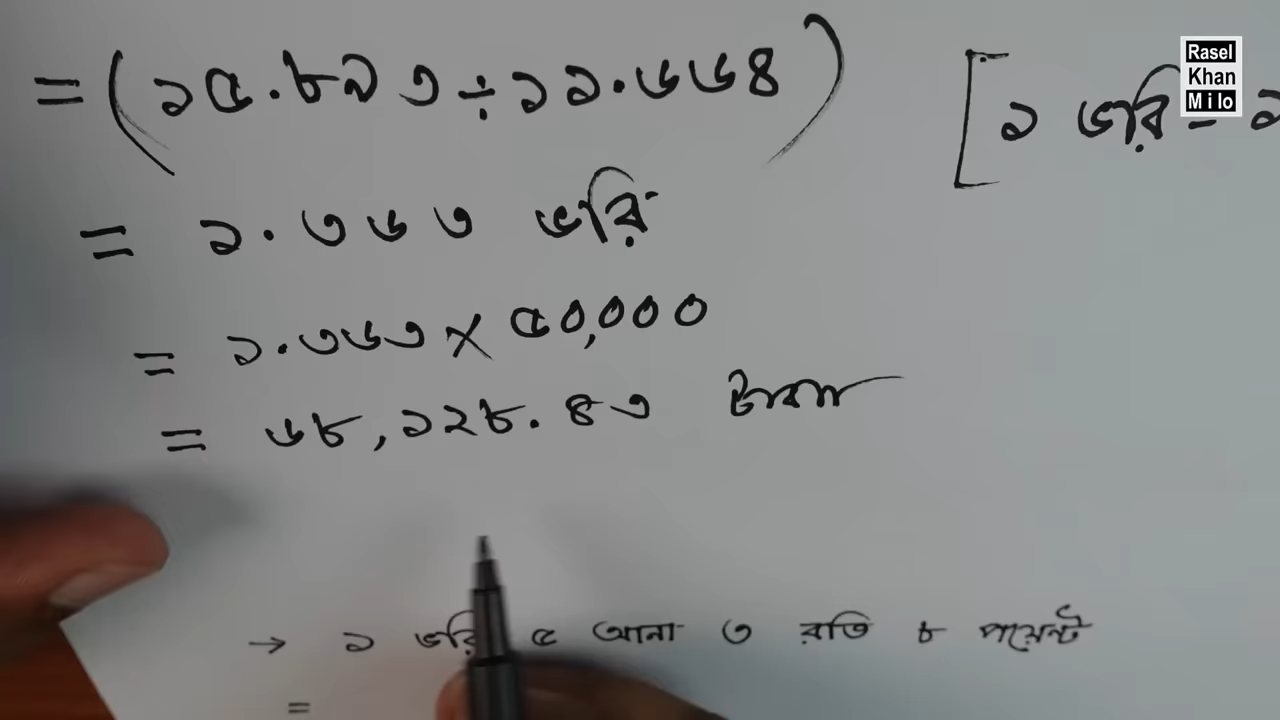 = (১৫.৮৯৩÷১১.৬৬৪) [১ ভরি = ১
= ১.৩৬৩ ভরি
= ১.৩৬৩ × ৫০,০০০
= ৬৮,১২৮.৪৩ টাকা
→ ১ ভরি ৫ আনা ৩ রতি ৮ পয়েন্ট
=
Rasel
Khan
Milo